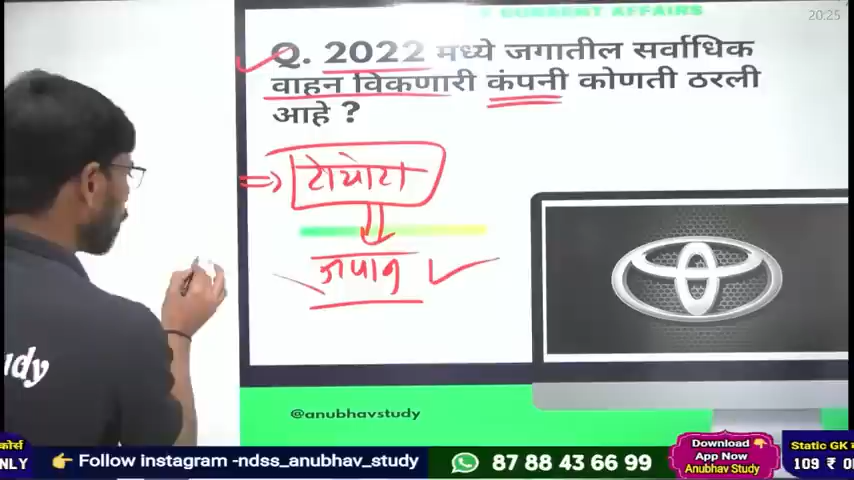 CURRENT AFFAIRS
20:25
Q. 2022 मध्ये जगातील सर्वाधिक
वाहन विकणारी कंपनी कोणती ठरली
आहे ?
टोयोटा
जपान
udy
@anubhavstudy
कोर्स
NLY
👉 Follow instagram -ndss_anubhav_study
87 88 43 66 99
Download 👇
App Now
Anubhav Study
Static GK
109 ₹